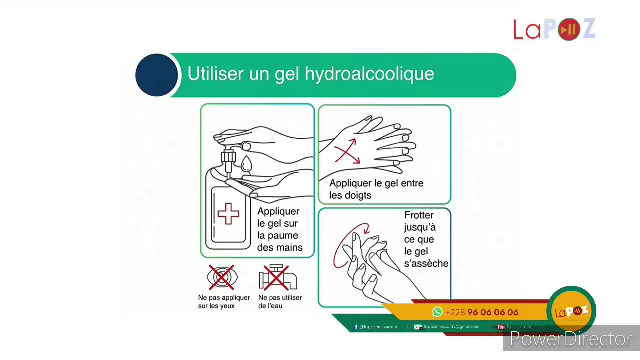 LaPOZ
Utiliser un gel hydroalcoolique
Appliquer
le gel sur
la paume
des mains
Appliquer le gel entre
les doigts
Frotter
jusqu'à
ce que
le gel
s'assèche
Ne pas appliquer
sur les yeux
Ne pas utiliser
de l'eau
+228 96 06 06 06
LaPOZ
PowerDirector